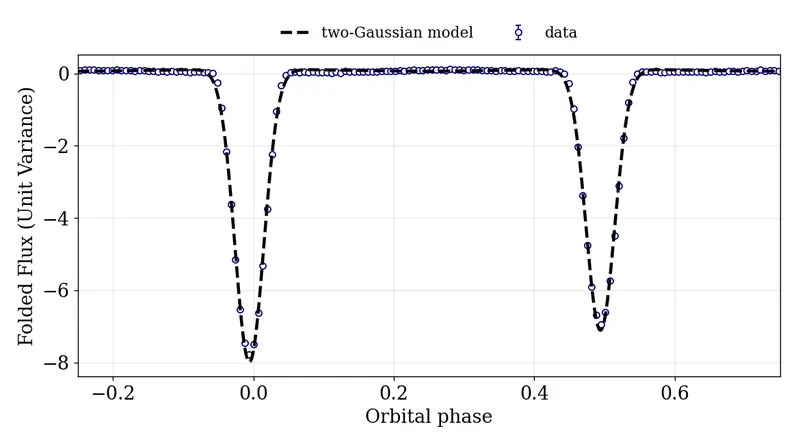 two-Gaussian model data
Folded Flux (Unit Variance)
0
−2
−4
−6
−8
−0.2 0.0 0.2 0.4 0.6
Orbital phase